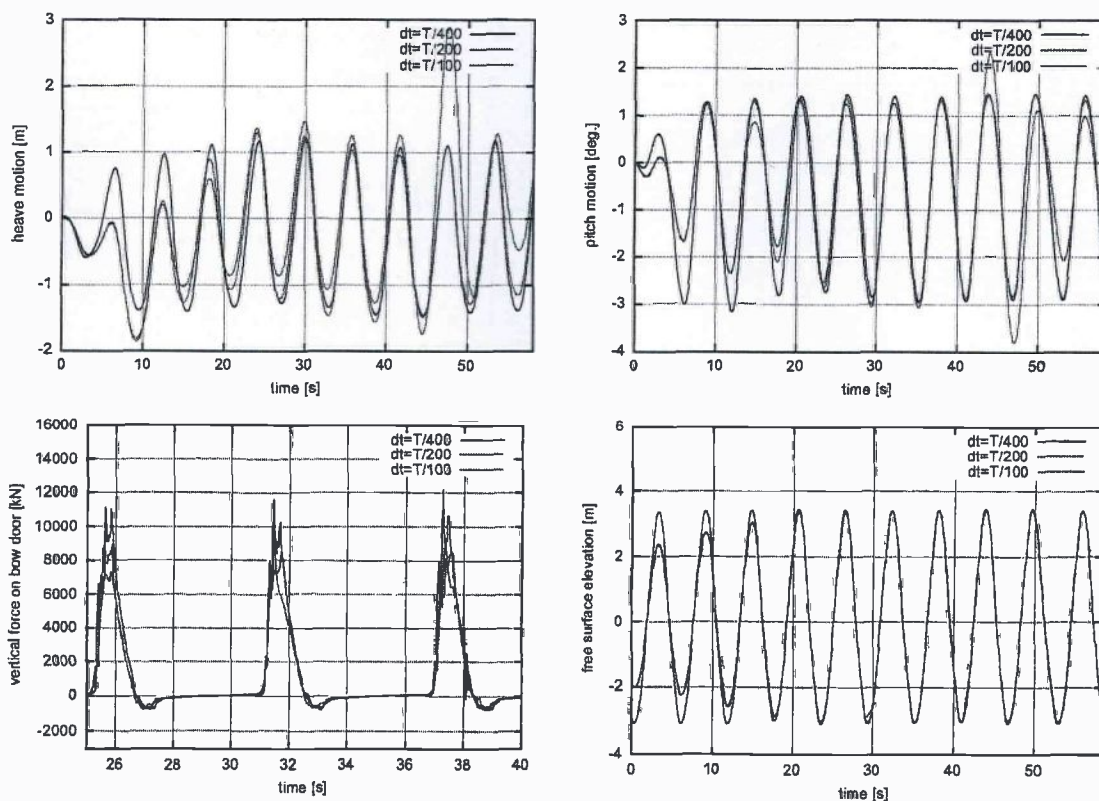 heave motion [m]
3
2
1
0
-1
-2
dt=T/400
dt=T/200
dt=T/100
0 10 20 30 40 50
time [s]
pitch motion [deg.]
3
2
1
0
-1
-2
-3
-4
dt=T/400
dt=T/200
dt=T/100
0 10 20 30 40 50
time [s]
vertical force on bow door [kN]
16000
14000
12000
10000
8000
6000
4000
2000
0
-2000
dt=T/400
dt=T/200
dt=T/100
26 28 30 32 34 36 38 40
time [s]
free surface elevation [m]
6
4
2
0
-2
-4
dt=T/400
dt=T/200
dt=T/100
0 10 20 30 40 50
time [s]